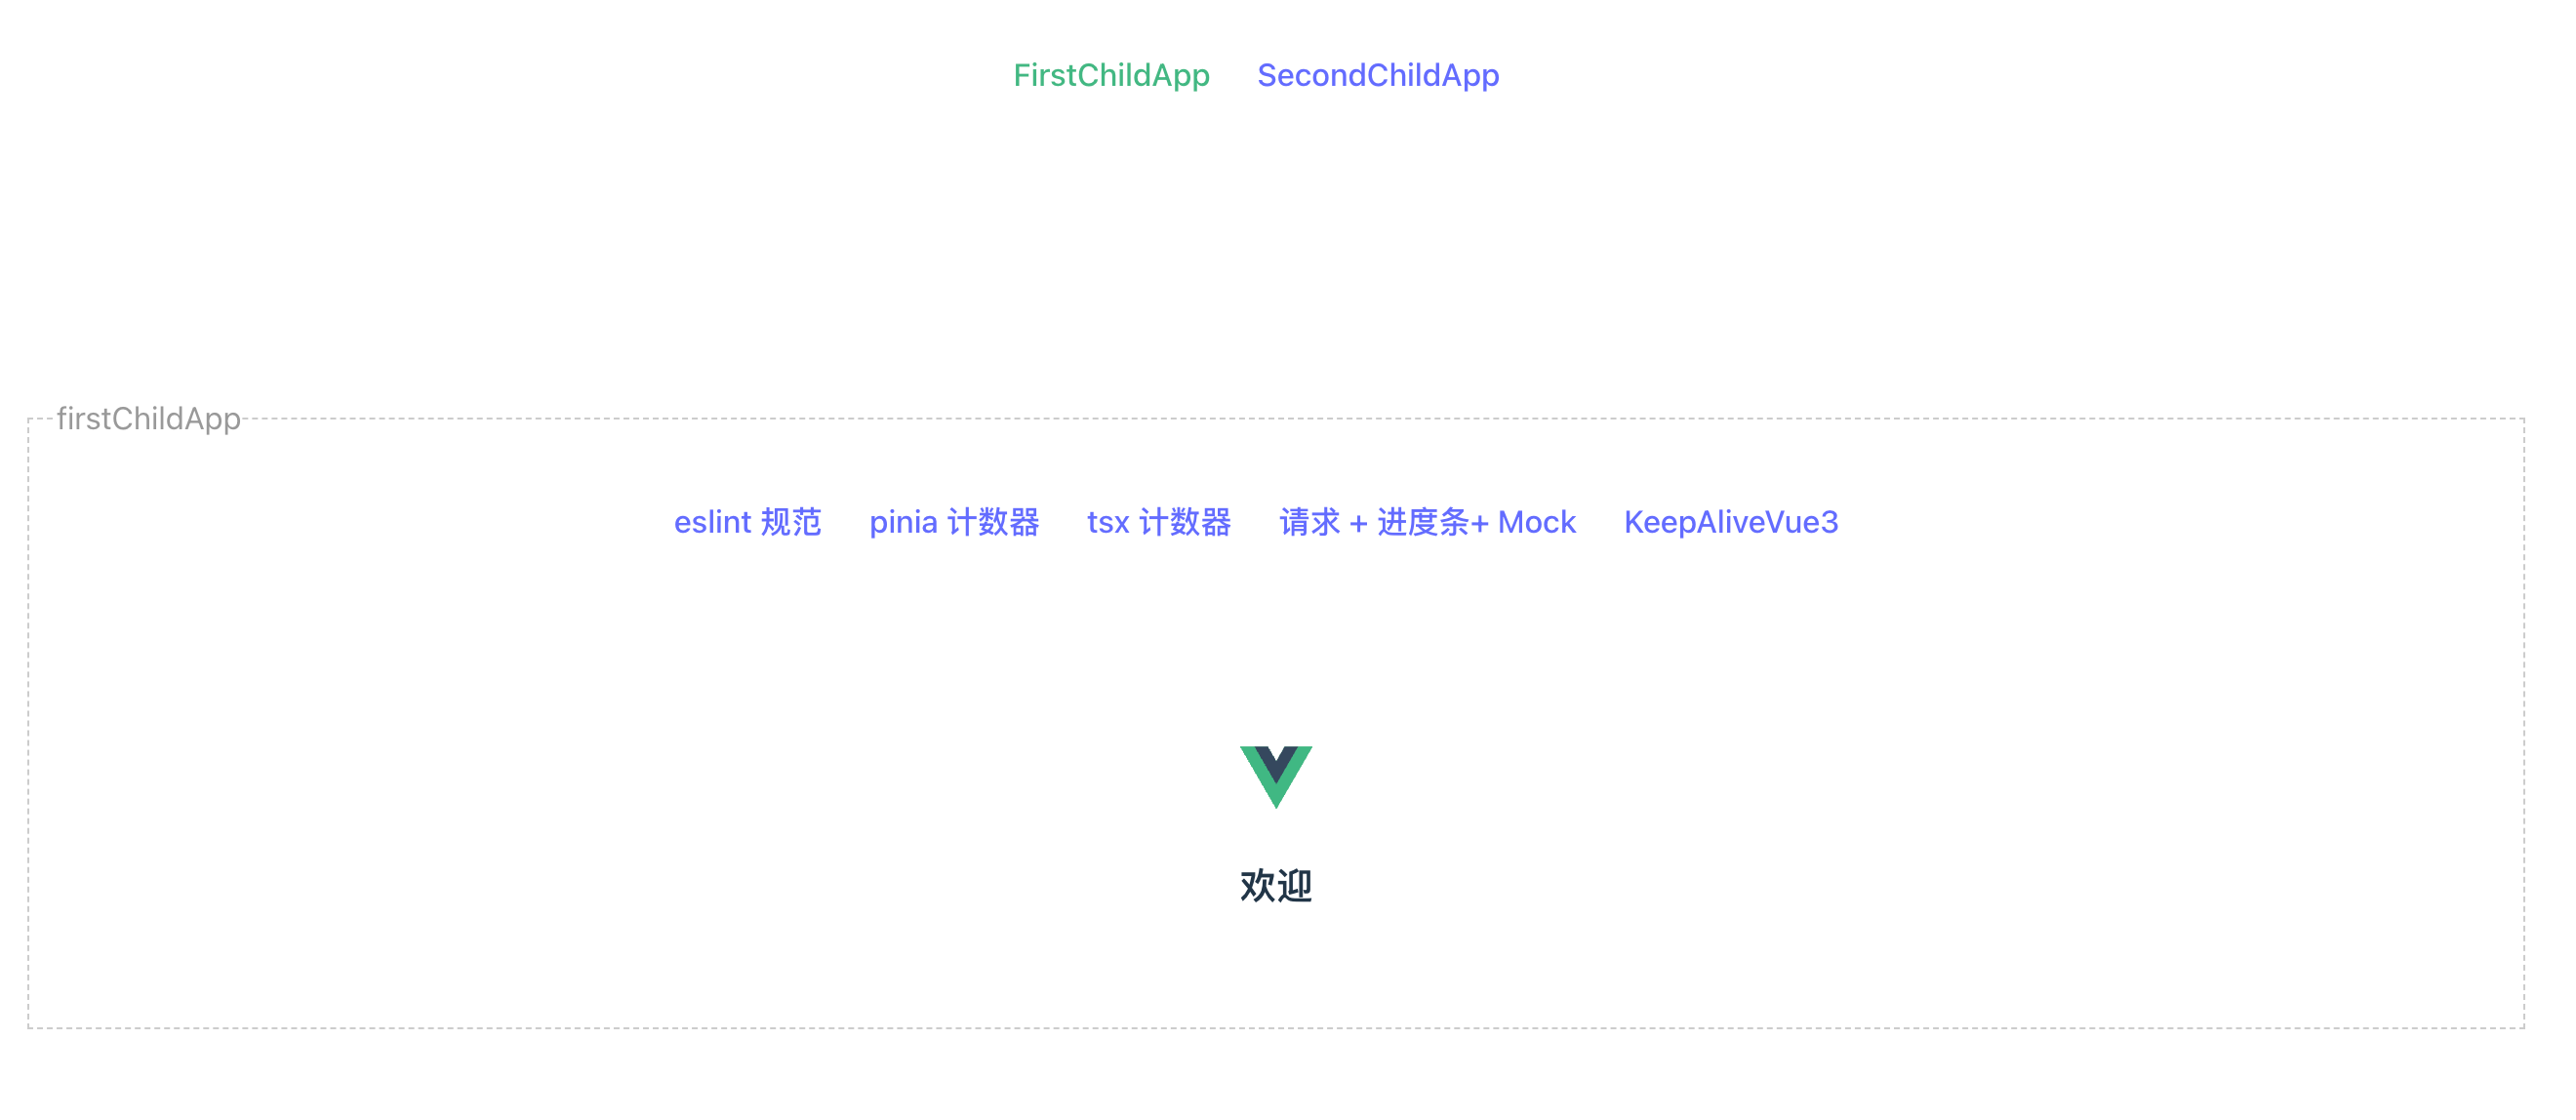 FirstChildApp SecondChildApp
firstChildApp
eslint 规范 pinia 计数器 tsx 计数器 请求 + 进度条+ Mock KeepAliveVue3
欢迎